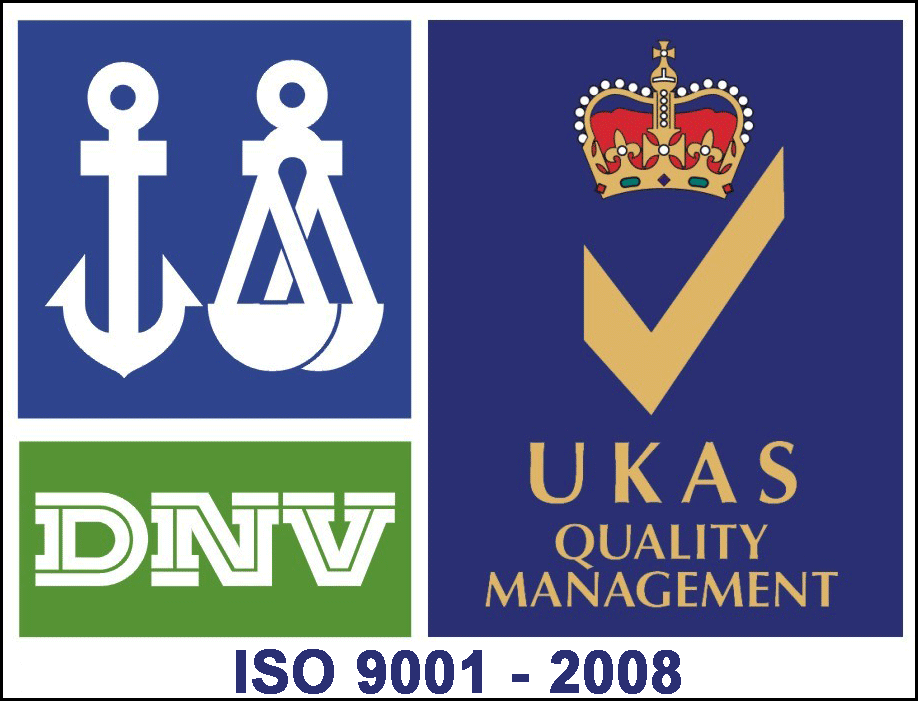 DNV
UKAS
QUALITY
MANAGEMENT
ISO 9001 - 2008